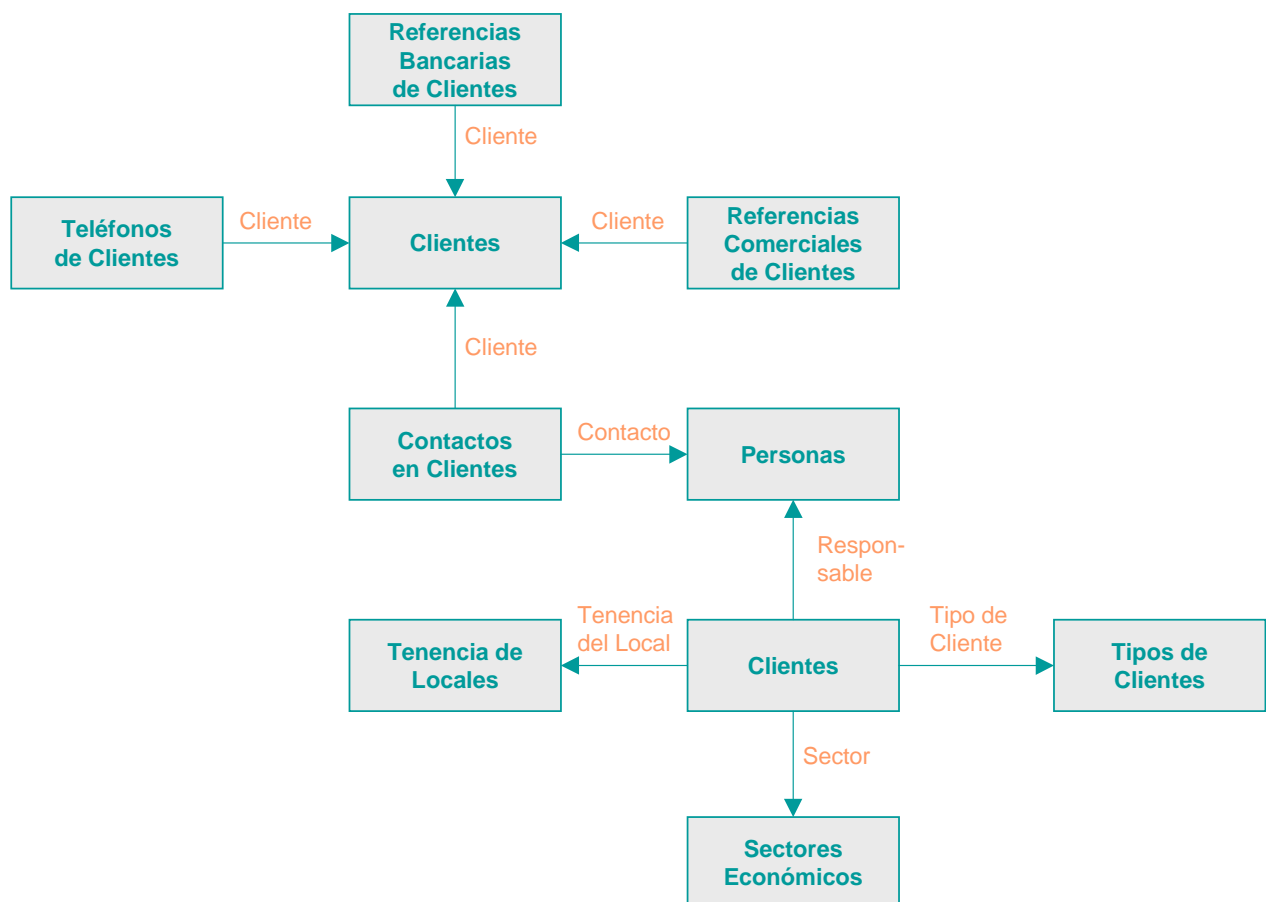 Referencias
Bancarias
de Clientes
Cliente
Teléfonos
de Clientes
Cliente
Clientes
Cliente
Referencias
Comerciales
de Clientes
Cliente
Contactos
en Clientes
Contacto
Personas
Respon-
sable
Tenencia de
Locales
Tenencia
del Local
Clientes
Tipo de
Cliente
Tipos de
Clientes
Sector
Sectores
Económicos